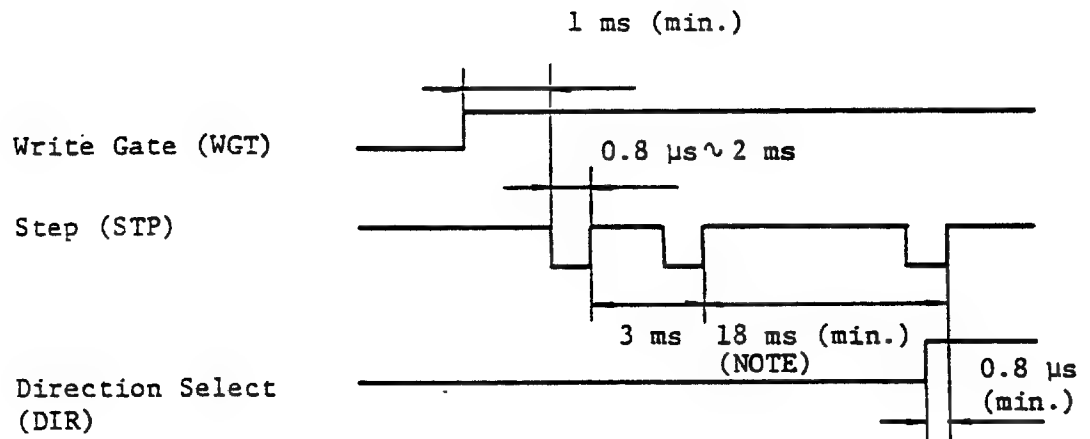 1 ms (min.)
Write Gate (WGT)
0.8 µs ~ 2 ms
Step (STP)
3 ms
18 ms (min.)
(NOTE)
Direction Select
(DIR)
0.8 µs
(min.)